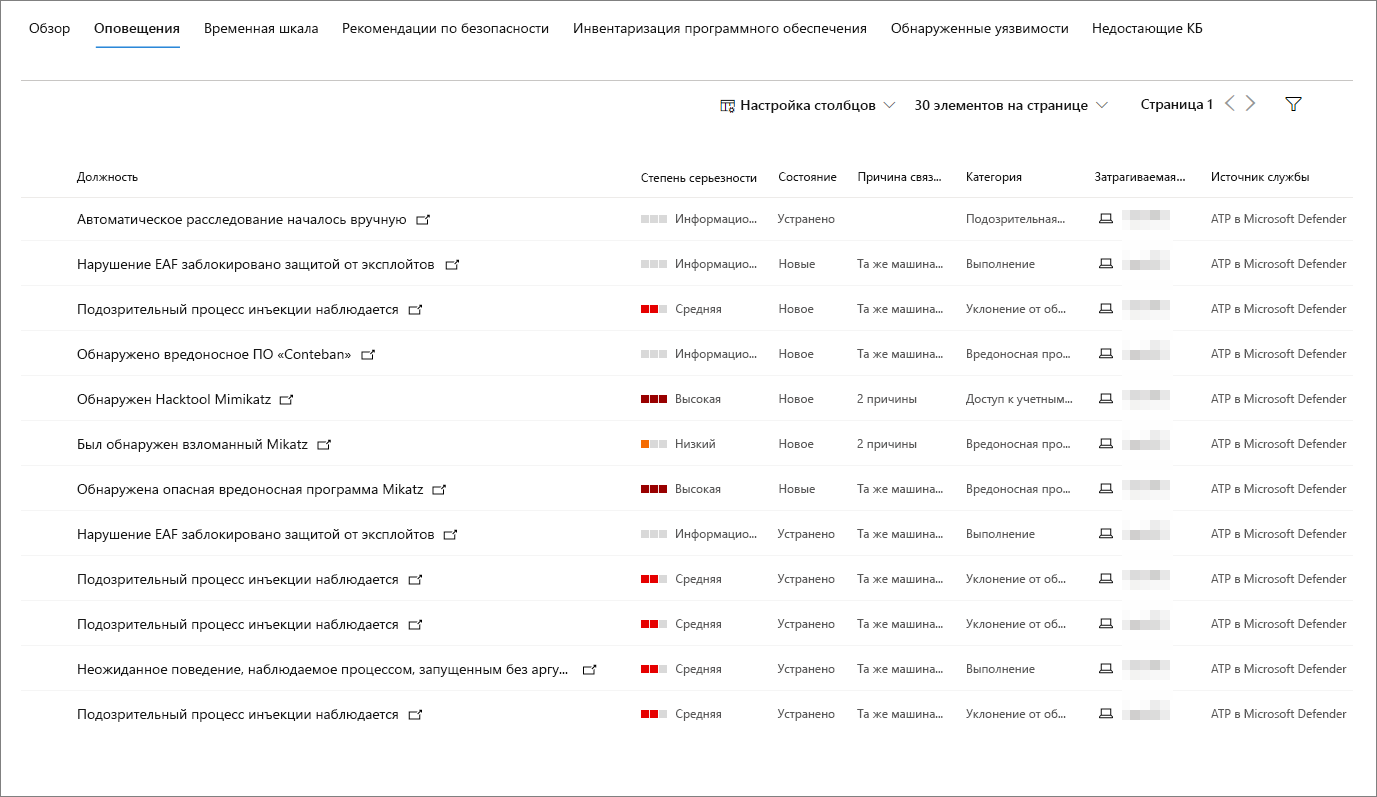 Обзор Оповещения Временная шкала Рекомендации по безопасности Инвентаризация программного обеспечения Обнаруженные уязвимости Недостающие КБ
Настройка столбцов 30 элементов на странице Страница 1
Должность Степень серьезности Состояние Причина связ... Категория Затрагиваемая... Источник службы
Автоматическое расследование началось вручную Информацио... Устранено Подозрительная... ATP в Microsoft Defender
Нарушение EAF заблокировано защитой от эксплойтов Информацио... Новые Та же машина... Выполнение ATP в Microsoft Defender
Подозрительный процесс инъекции наблюдается Средняя Новое Та же машина... Уклонение от об... ATP в Microsoft Defender
Обнаружено вредоносное ПО «Conteban» Информацио... Новое Та же машина... Вредоносная про... ATP в Microsoft Defender
Обнаружен Hacktool Mimikatz Высокая Новое 2 причины Доступ к учетным... ATP в Microsoft Defender
Был обнаружен взломанный Mikatz Низкий Новое 2 причины Вредоносная про... ATP в Microsoft Defender
Обнаружена опасная вредоносная программа Mikatz Высокая Новые Та же машина... Вредоносная про... ATP в Microsoft Defender
Нарушение EAF заблокировано защитой от эксплойтов Информацио... Устранено Та же машина... Выполнение ATP в Microsoft Defender
Подозрительный процесс инъекции наблюдается Средняя Устранено Та же машина... Уклонение от об... ATP в Microsoft Defender
Подозрительный процесс инъекции наблюдается Средняя Устранено Та же машина... Уклонение от об... ATP в Microsoft Defender
Неожиданное поведение, наблюдаемое процессом, запущенным без аргу... Средняя Устранено Та же машина... Выполнение ATP в Microsoft Defender
Подозрительный процесс инъекции наблюдается Средняя Устранено Та же машина... Уклонение от об... ATP в Microsoft Defender